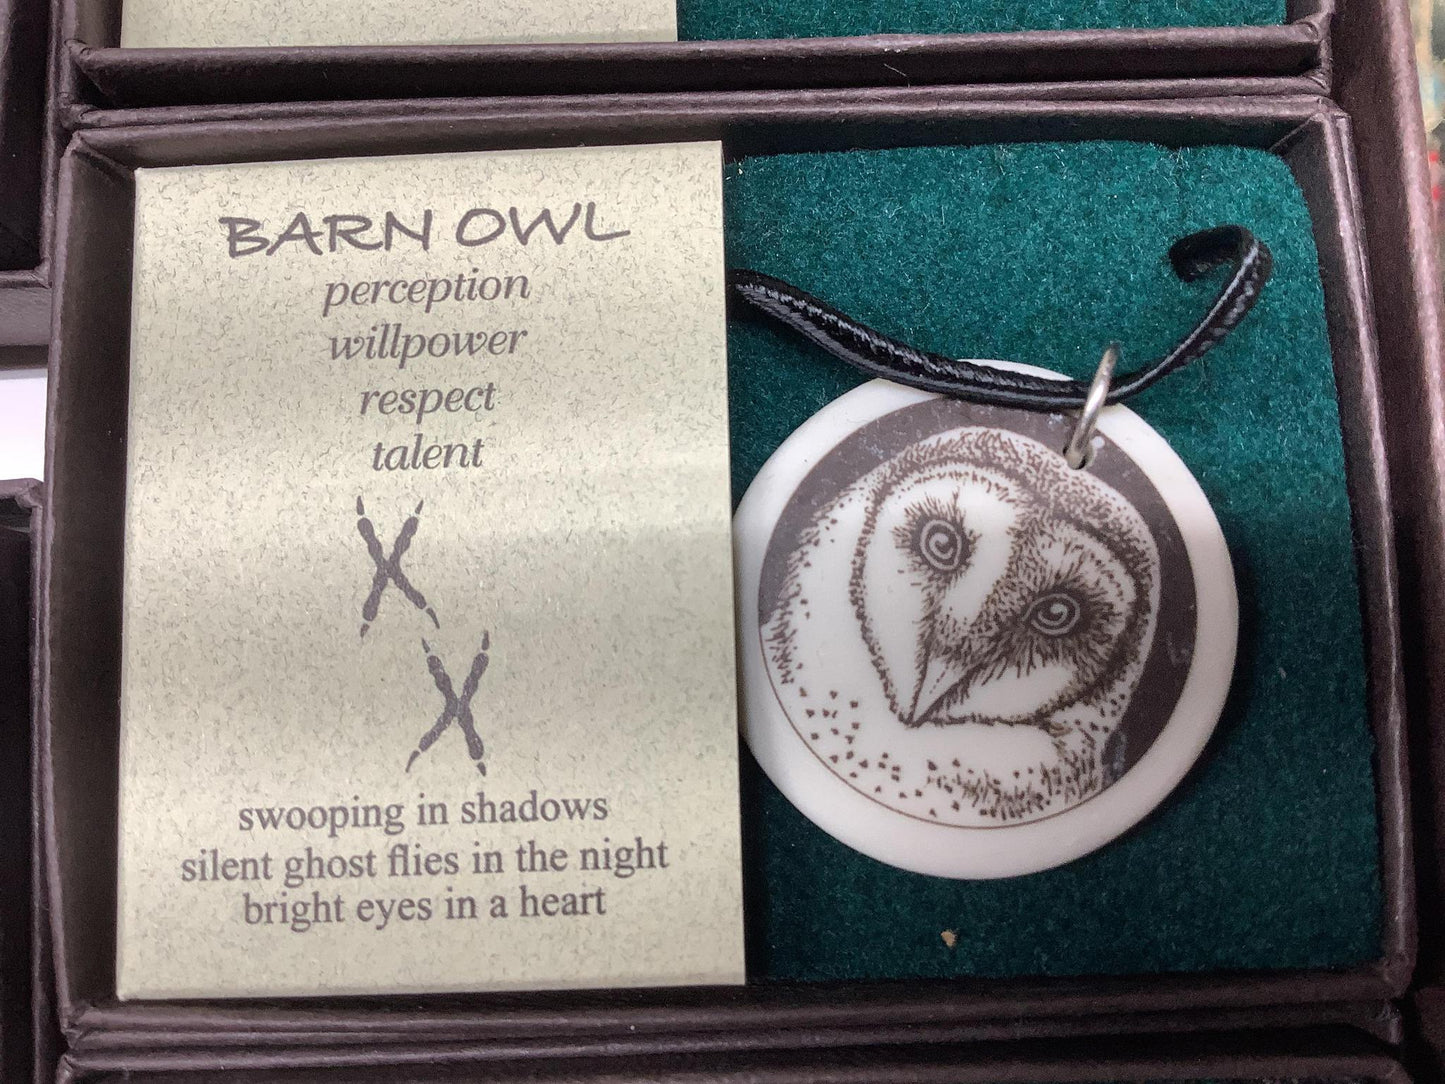 BARN OWL
perception
willpower
respect
talent
swooping in shadows
silent ghost flies in the night
bright eyes in a heart